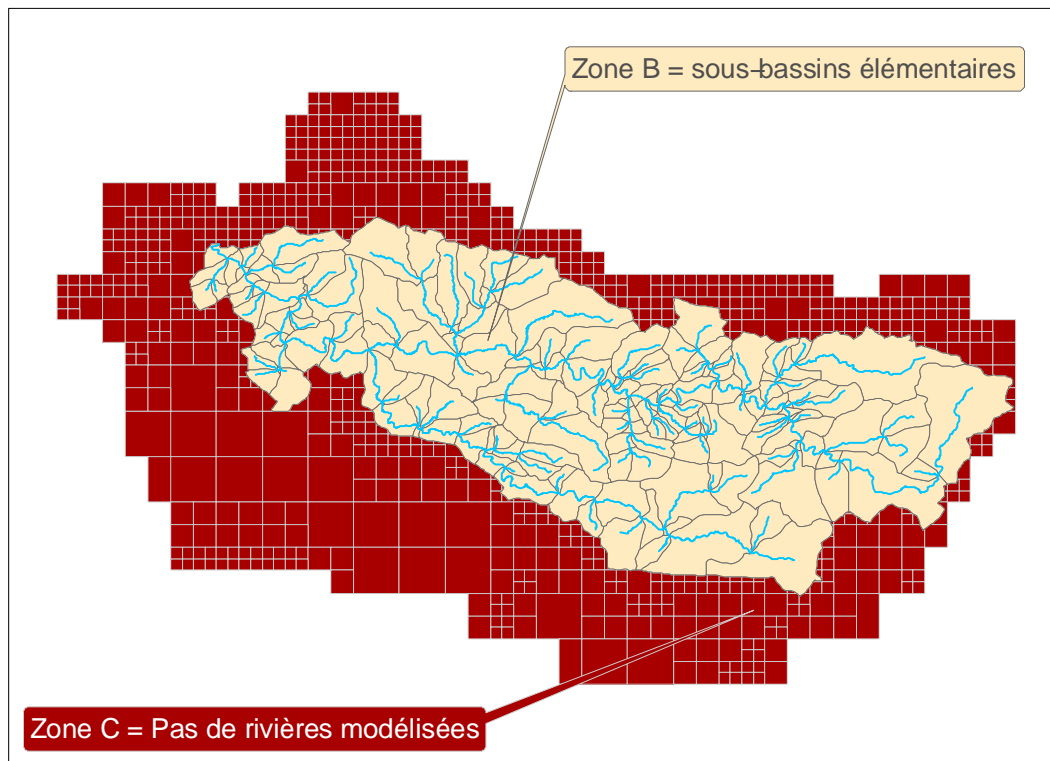 Zone B = sous-bassins élémentaires
Zone C = Pas de rivières modélisées